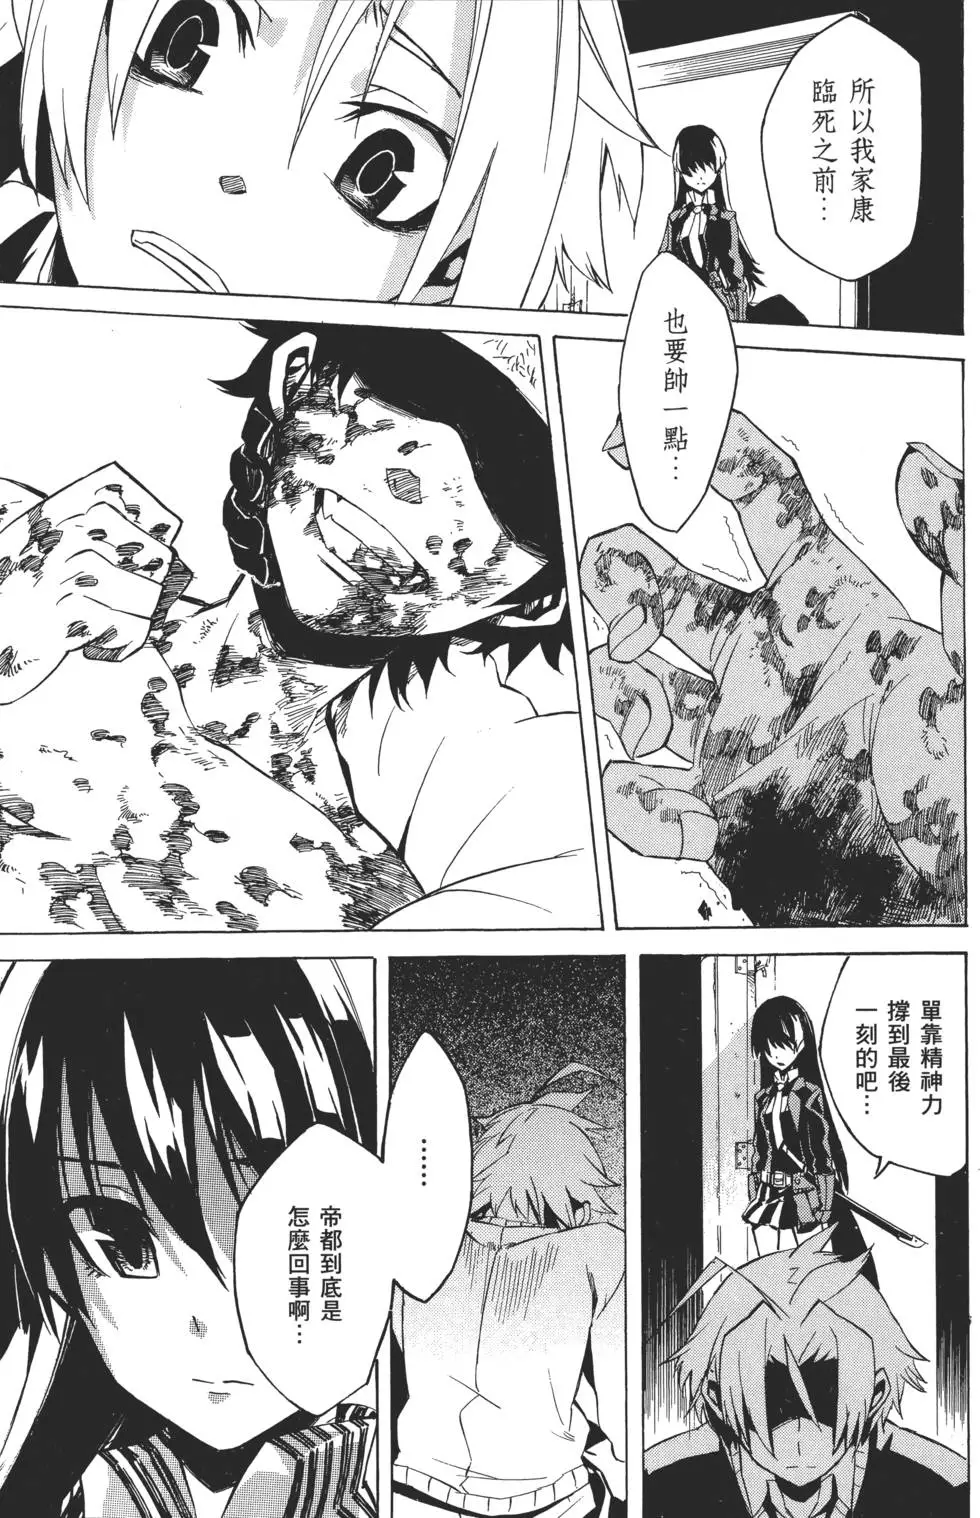 所以我家康
臨死之前…
也要帥一點…
單靠精神力
撐到最後
一刻的吧…
……
帝都到底是
怎麼回事啊…